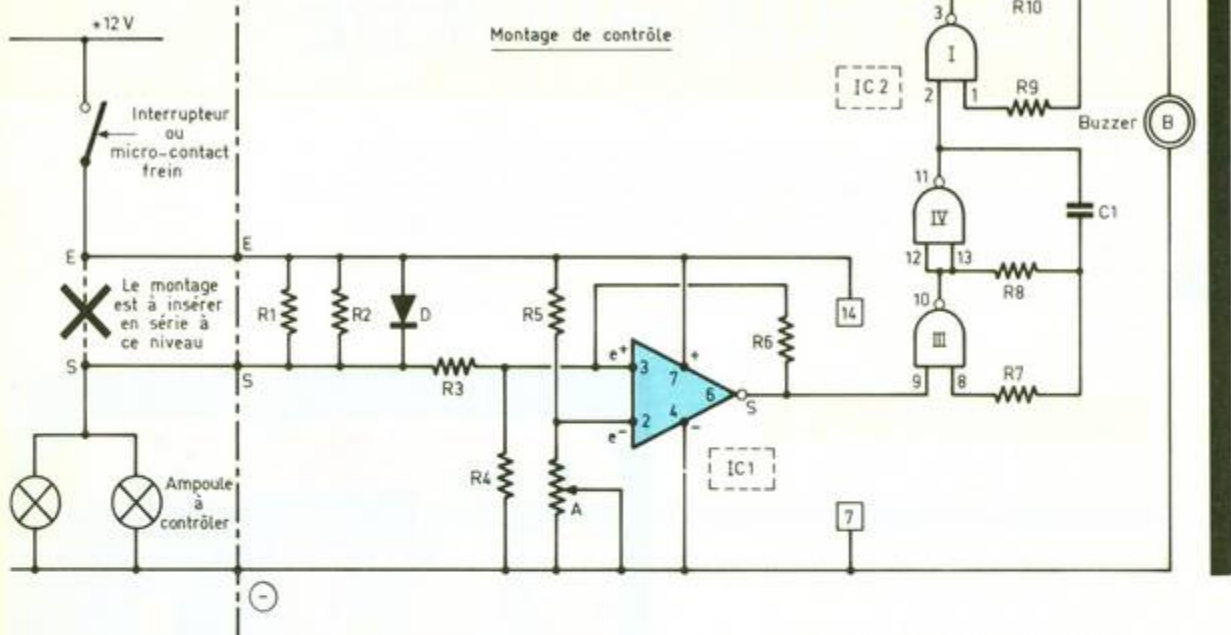 +12 V
Montage de contrôle
Interrupteur
ou
micro-contact
frein
3
R10
I
IC 2
2
1
R9
Buzzer
B
11
IV
C1
12
13
R8
10
III
9
8
R7
E
E
Le montage
est à insérer
en série à
ce niveau
S
S
R1
R2
D
R5
R6
14
R3
e+
3
7
+
6
S
2
4
-
e-
R4
A
IC1
7
Ampoule
à
contrôler
-